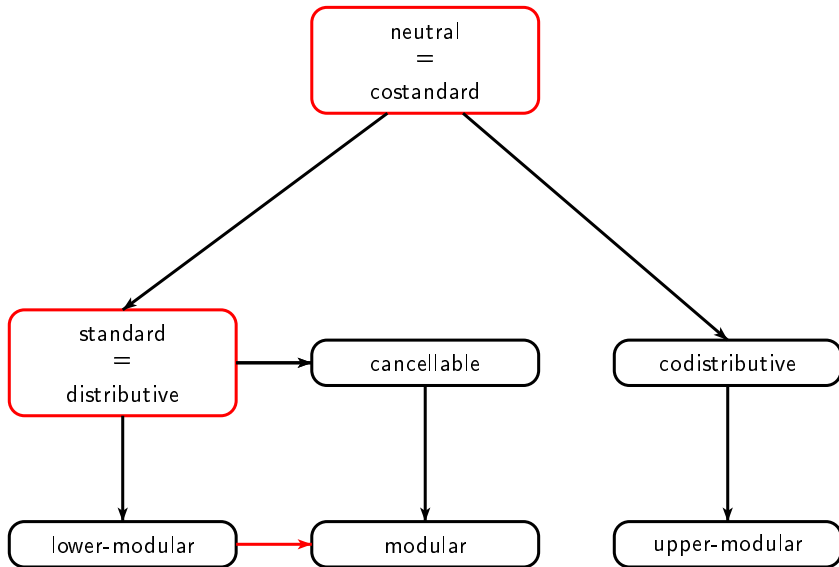 neutral
=
costandard
standard
=
distributive
cancellable
codistributive
lower-modular
modular
upper-modular